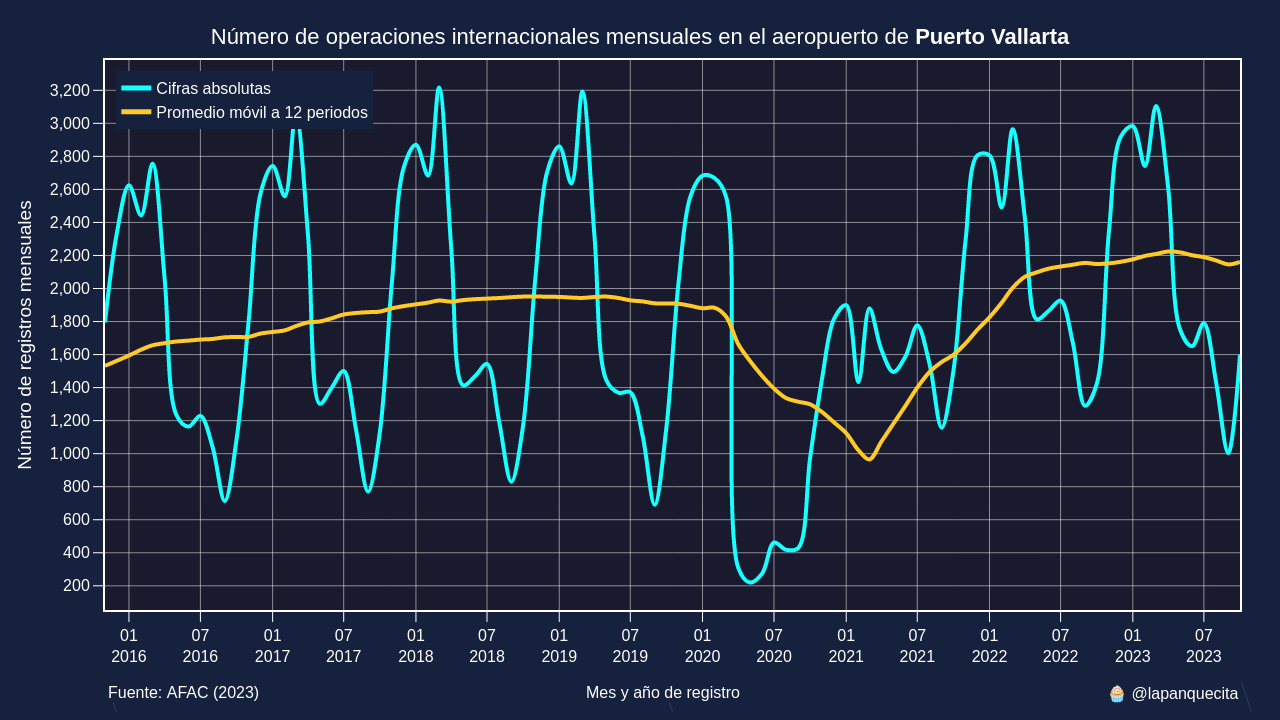 Número de operaciones internacionales mensuales en el aeropuerto de Puerto Vallarta
Cifras absolutas
Promedio móvil a 12 periodos
Número de registros mensuales
3,200
3,000
2,800
2,600
2,400
2,200
2,000
1,800
1,600
1,400
1,200
1,000
800
600
400
200
01 07 01 07 01 07 01 07 01 07 01 07 01 07 01 07
2016 2016 2017 2017 2018 2018 2019 2019 2020 2020 2021 2021 2022 2022 2023 2023
Fuente: AFAC (2023) Mes y año de registro 🧁 @lapanquecita